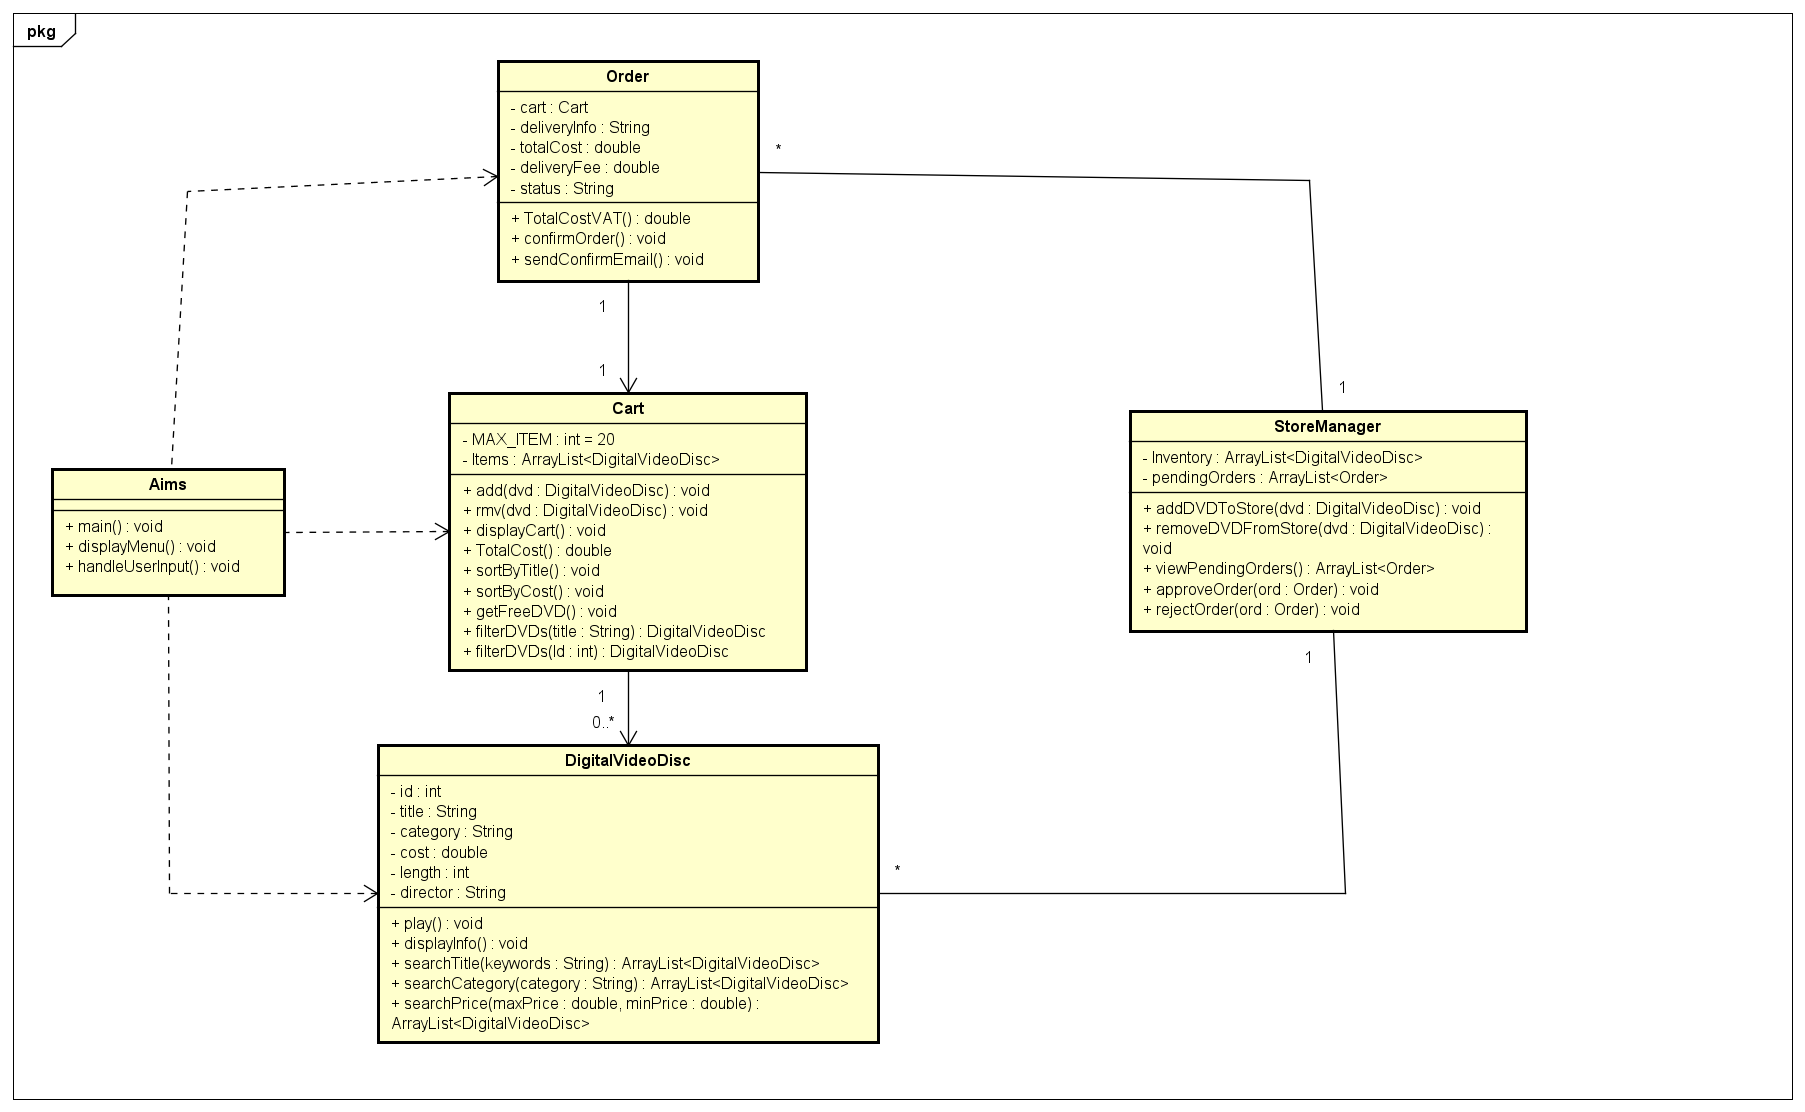 pkg
Order
- cart : Cart
- deliveryInfo : String
- totalCost : double
- deliveryFee : double
- status : String
+ TotalCostVAT() : double
+ confirmOrder() : void
+ sendConfirmEmail() : void
*
1
1
1
Cart
- MAX_ITEM : int = 20
- Items : ArrayList<DigitalVideoDisc>
+ add(dvd : DigitalVideoDisc) : void
+ rmv(dvd : DigitalVideoDisc) : void
+ displayCart() : void
+ TotalCost() : double
+ sortByTitle() : void
+ sortByCost() : void
+ getFreeDVD() : void
+ filterDVDs(title : String) : DigitalVideoDisc
+ filterDVDs(Id : int) : DigitalVideoDisc
StoreManager
- Inventory : ArrayList<DigitalVideoDisc>
- pendingOrders : ArrayList<Order>
+ addDVDToStore(dvd : DigitalVideoDisc) : void
+ removeDVDFromStore(dvd : DigitalVideoDisc) :
void
+ viewPendingOrders() : ArrayList<Order>
+ approveOrder(ord : Order) : void
+ rejectOrder(ord : Order) : void
Aims
+ main() : void
+ displayMenu() : void
+ handleUserInput() : void
1
1
0..*
DigitalVideoDisc
- id : int
- title : String
- category : String
- cost : double
- length : int
- director : String
+ play() : void
+ displayInfo() : void
+ searchTitle(keywords : String) : ArrayList<DigitalVideoDisc>
+ searchCategory(category : String) : ArrayList<DigitalVideoDisc>
+ searchPrice(maxPrice : double, minPrice : double) :
ArrayList<DigitalVideoDisc>
*